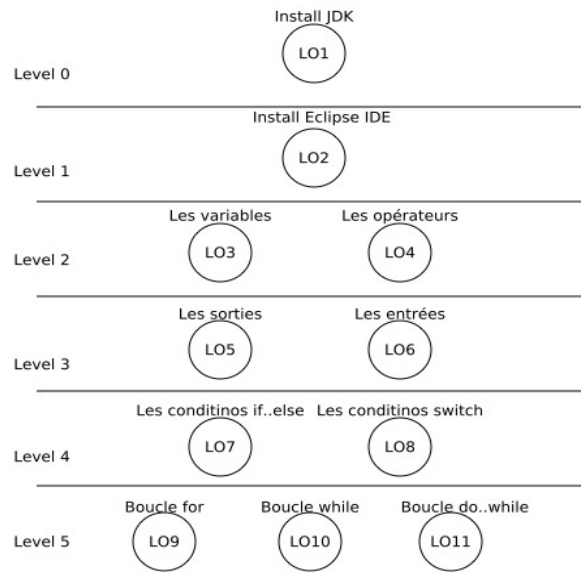 Install JDK
LO1
Level 0
Install Eclipse IDE
LO2
Level 1
Les variables Les opérateurs
LO3 LO4
Level 2
Les sorties Les entrées
LO5 LO6
Level 3
Les conditinos if..else Les conditinos switch
LO7 LO8
Level 4
Boucle for Boucle while Boucle do..while
Level 5 LO9 LO10 LO11